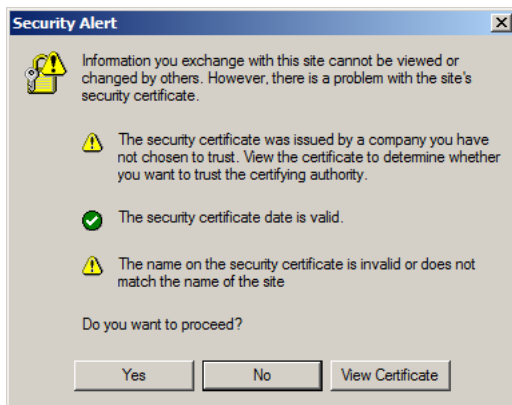 Security Alert
Information you exchange with this site cannot be viewed or
changed by others. However, there is a problem with the site's
security certificate.
The security certificate was issued by a company you have
not chosen to trust. View the certificate to determine whether
you want to trust the certifying authority.
The security certificate date is valid.
The name on the security certificate is invalid or does not
match the name of the site
Do you want to proceed?
Yes
No
View Certificate